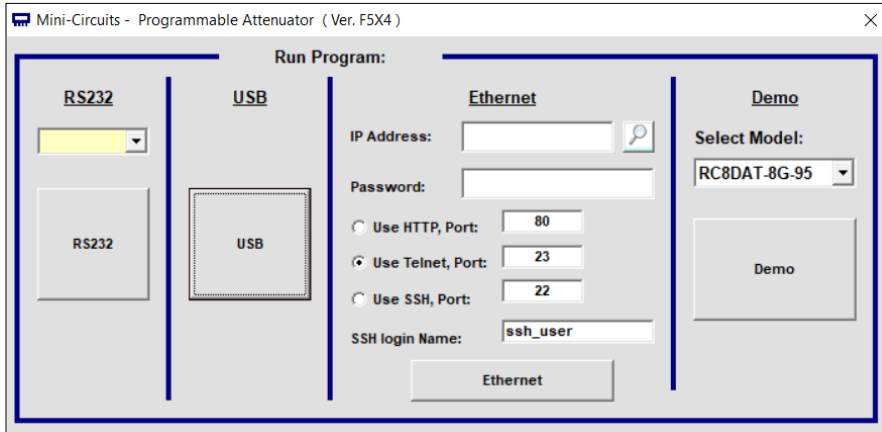 Mini-Circuits - Programmable Attenuator ( Ver. F5X4 )
Run Program:
RS232
RS232
USB
USB
Ethernet
IP Address:
Password:
Use HTTP, Port: 80
Use Telnet, Port: 23
Use SSH, Port: 22
SSH login Name: ssh_user
Ethernet
Demo
Select Model:
RC8DAT-8G-95
Demo